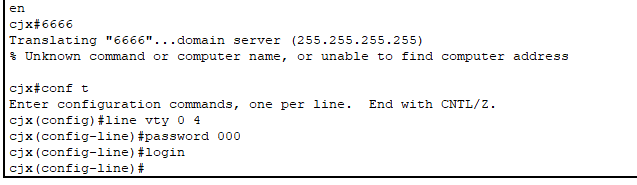 en
cjx#6666
Translating "6666"...domain server (255.255.255.255)
% Unknown command or computer name, or unable to find computer address

cjx#conf t
Enter configuration commands, one per line.  End with CNTL/Z.
cjx(config)#line vty 0 4
cjx(config-line)#password 000
cjx(config-line)#login
cjx(config-line)#